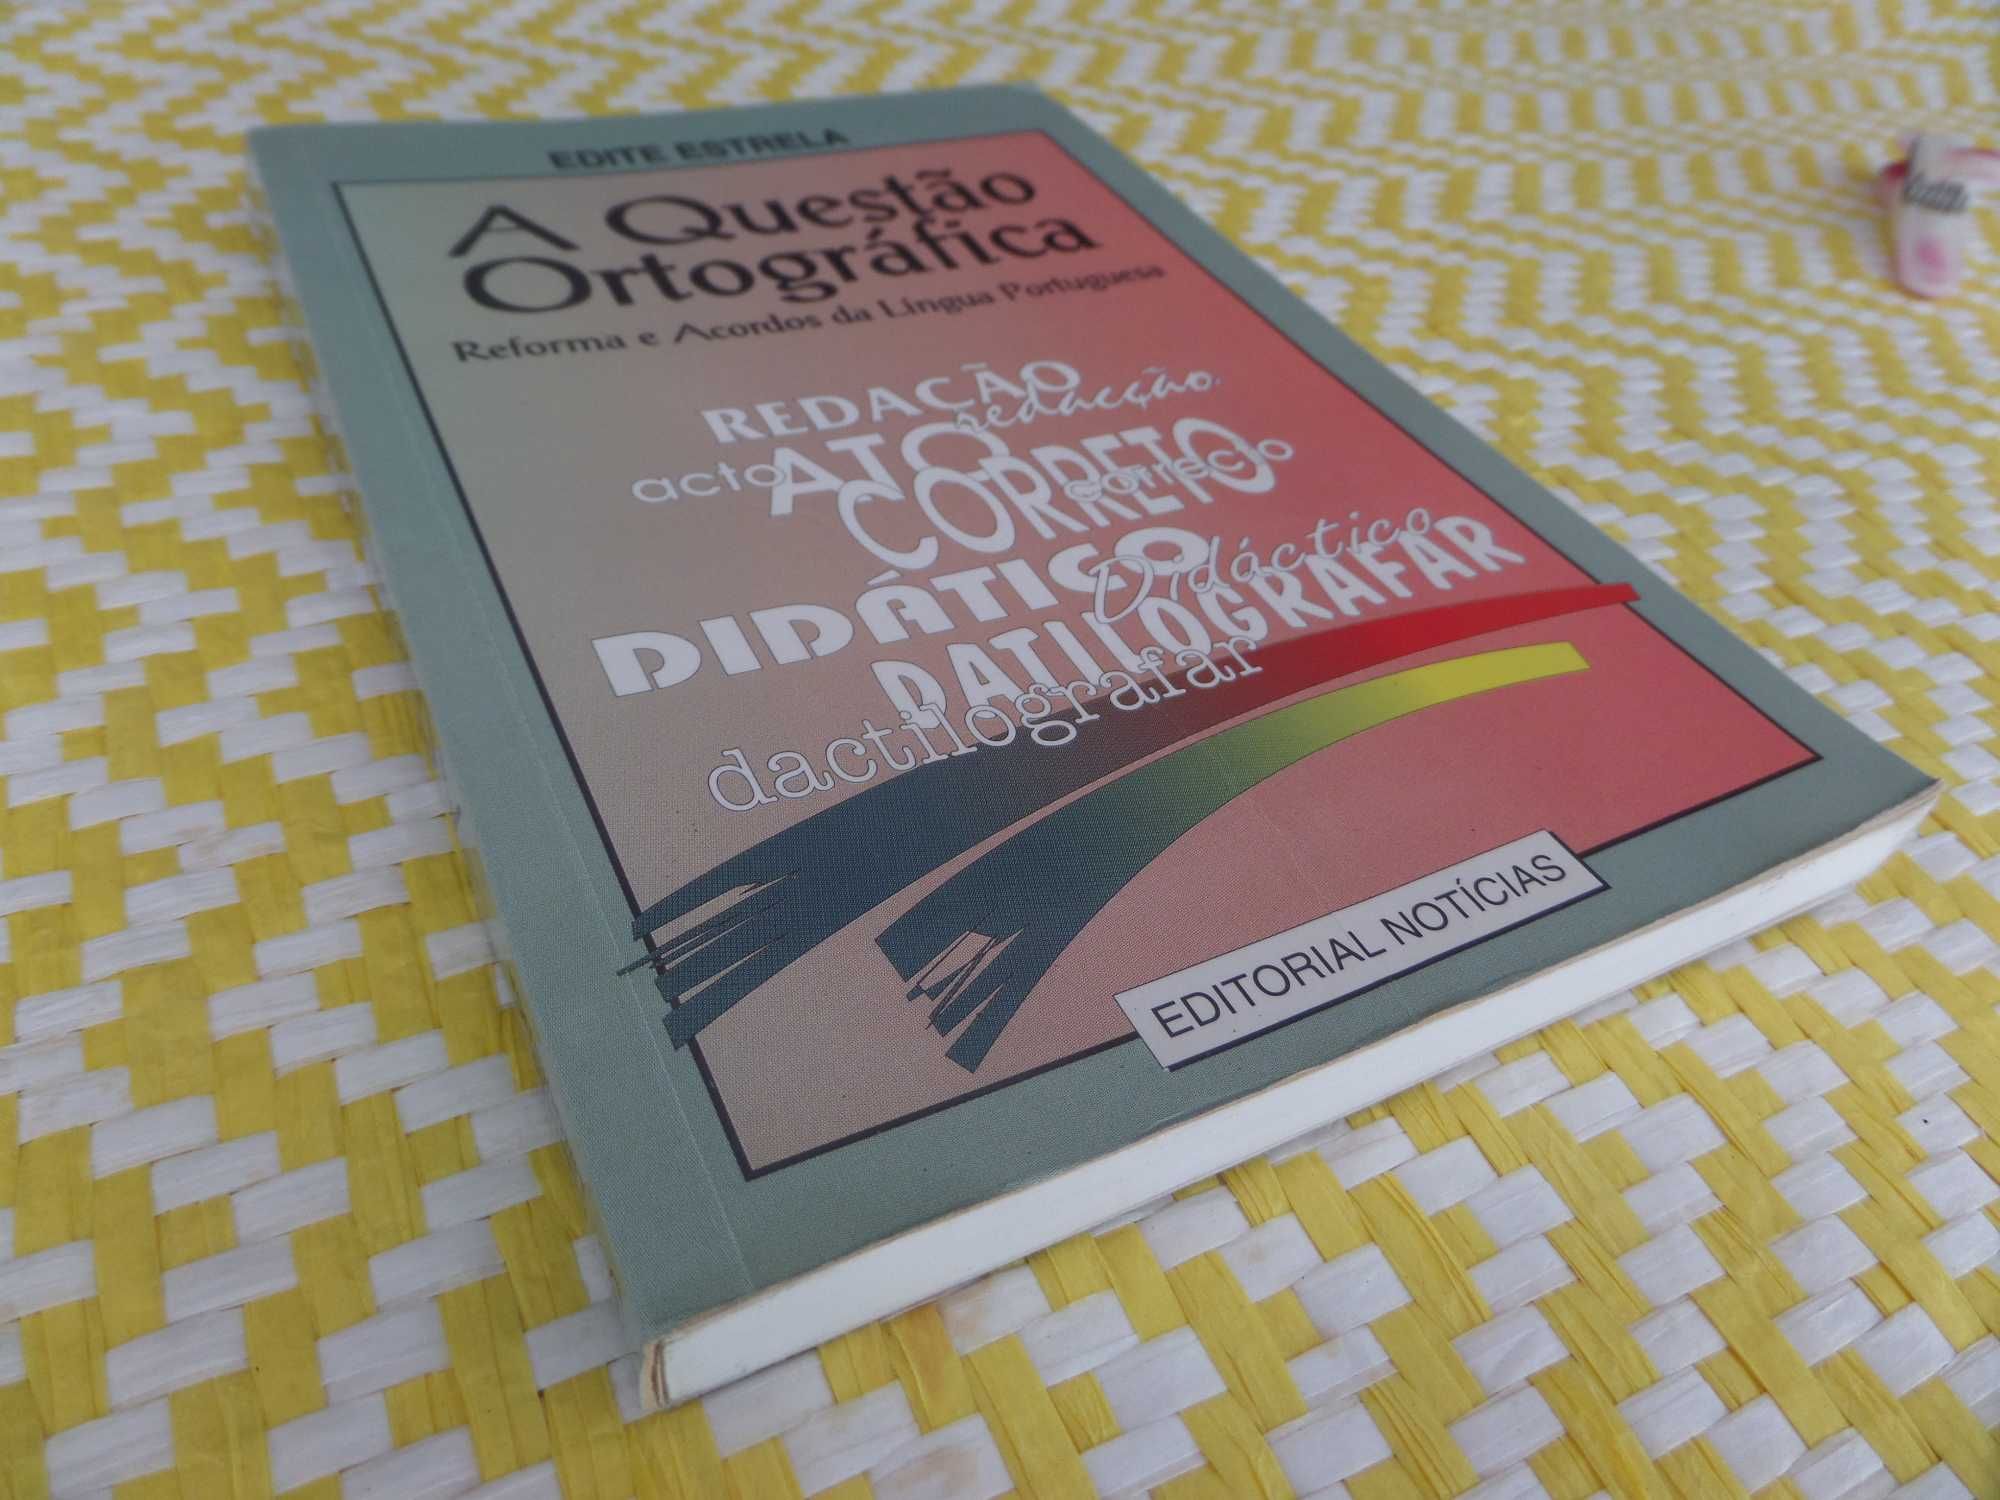 EDITE ESTRELA
A Questão
Ortográfica
Reforma e Acordos da Língua Portuguesa
REDAÇÃO
redacção
acto ATO
CORRETO
correcto
DIDÁTICO
Didáctico
DATILOGRAFAR
dactilografar
EDITORIAL NOTÍCIAS